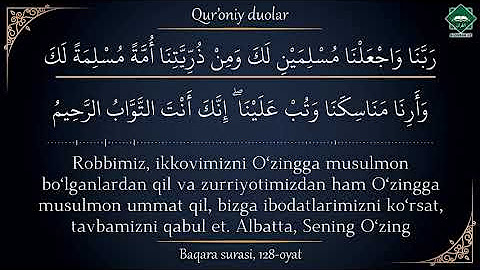 Qur'oniy duolar
رَبَّنَا وَاجْعَلْنَا مُسْلِمَيْنِ لَكَ وَمِنْ ذُرِّيَّتِنَا أُمَّةً مُسْلِمَةً لَكَ
وَأَرِنَا مَنَاسِكَنَا وَتُبْ عَلَيْنَا ۖ إِنَّكَ أَنْتَ التَّوَّابُ الرَّحِيمُ
Robbimiz, ikkovimizni O‘zingga musulmon
bo‘lganlardan qil va zurriyotimizdan ham O‘zingga
musulmon ummat qil, bizga ibodatlarimizni ko‘rsat,
tavbamizni qabul et. Albatta, Sening O‘zing
Baqara surasi, 128-oyat